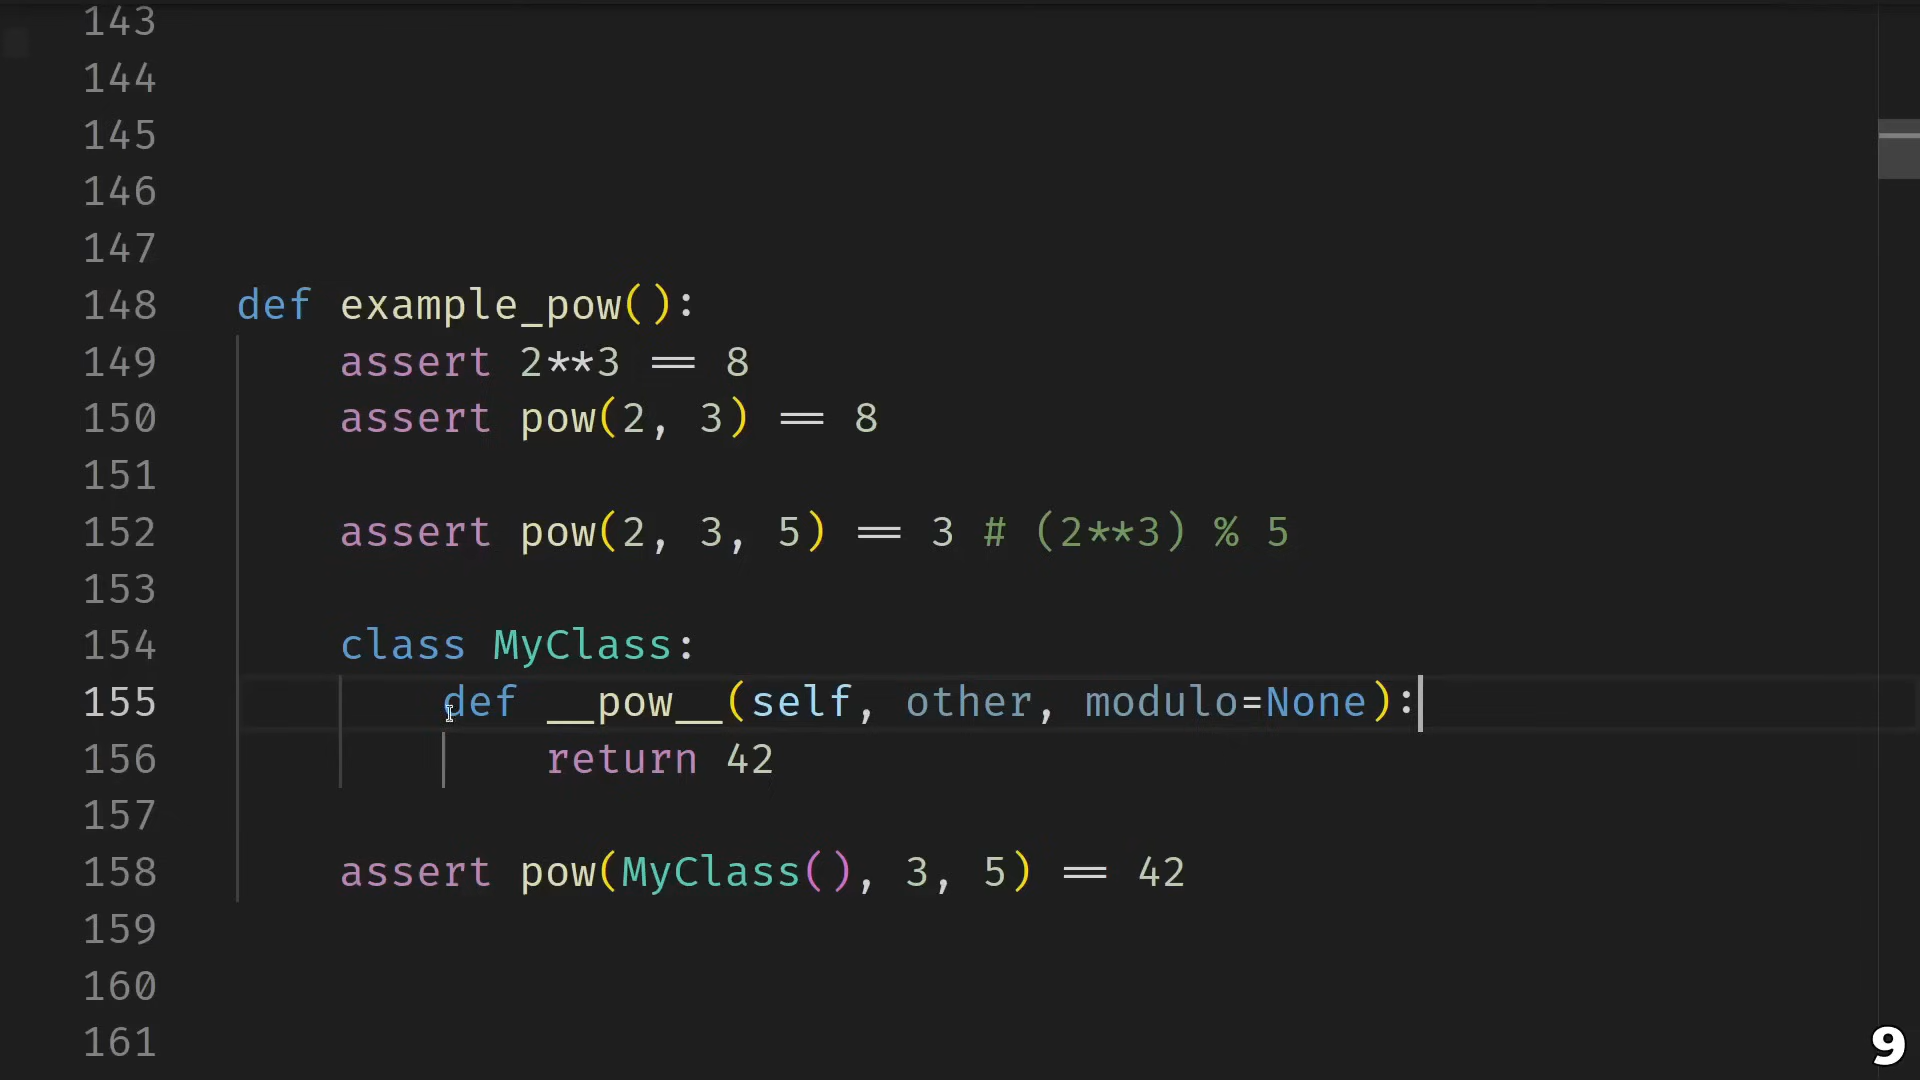 143
144
145
146
147
148 def example_pow():
149     assert 2**3 == 8
150     assert pow(2, 3) == 8
151
152     assert pow(2, 3, 5) == 3 # (2**3) % 5
153
154     class MyClass:
155         def __pow__(self, other, modulo=None):
156             return 42
157
158     assert pow(MyClass(), 3, 5) == 42
159
160
161
9